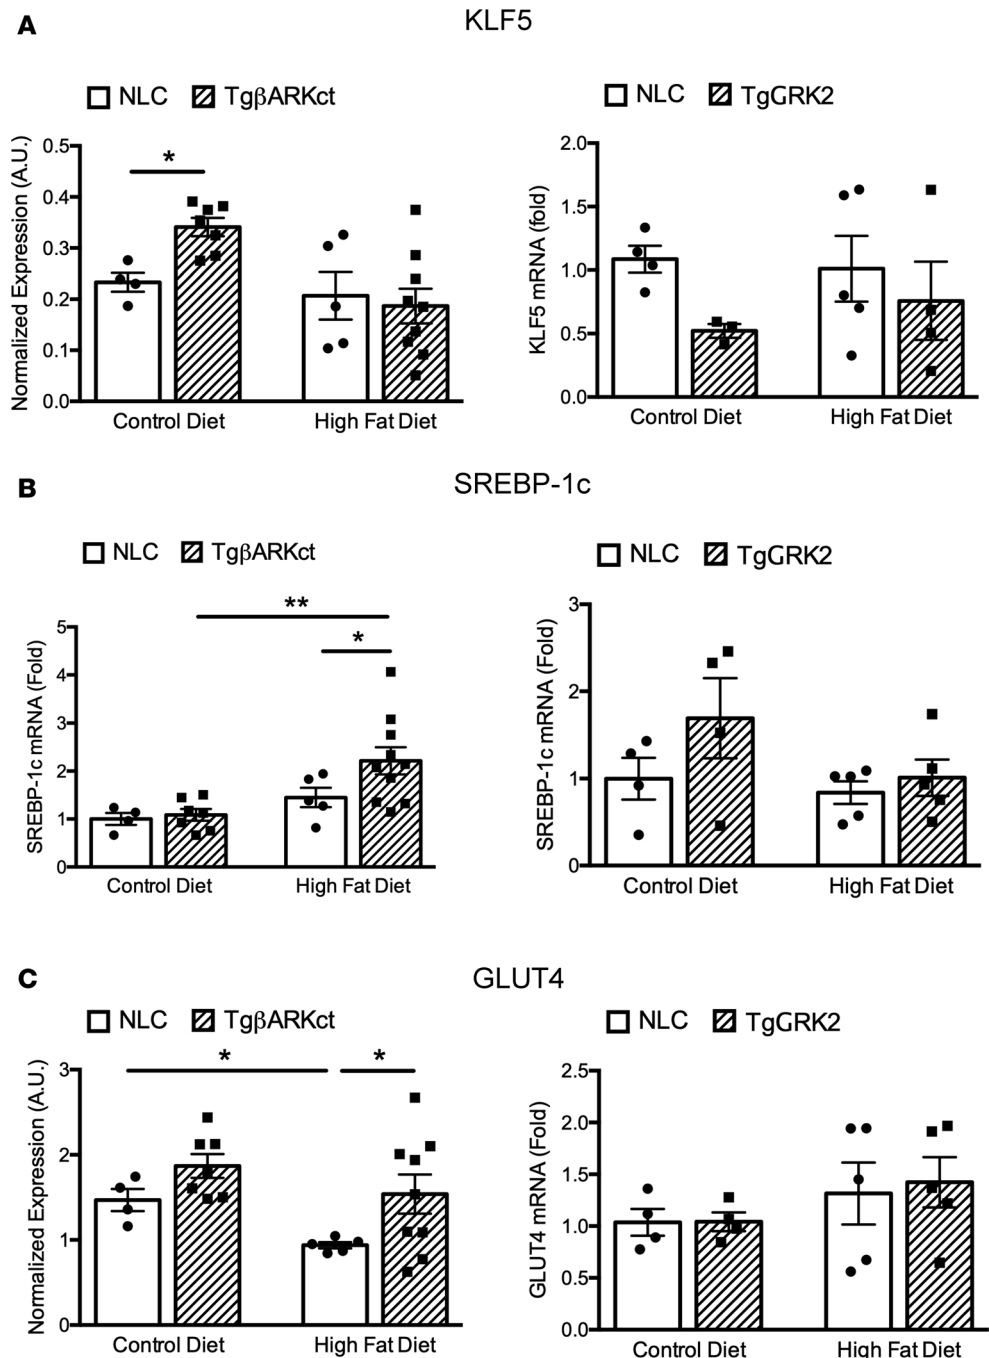 A
KLF5
NLC TgβARKct
NLC TgGRK2
Normalized Expression (A.U.)
0.5
0.4
0.3
0.2
0.1
0.0
*
Control Diet High Fat Diet
KLF5 mRNA (fold)
2.0
1.5
1.0
0.5
0.0
Control Diet High Fat Diet
B
SREBP-1c
NLC TgβARKct
NLC TgGRK2
SREBP-1c mRNA (Fold)
5
4
3
2
1
0
**
*
Control Diet High Fat Diet
SREBP-1c mRNA (Fold)
3
2
1
0
Control Diet High Fat Diet
C
GLUT4
NLC TgβARKct
NLC TgGRK2
Normalized Expression (A.U.)
3
2
1
0
* *
Control Diet High Fat Diet
GLUT4 mRNA (Fold)
2.5
2.0
1.5
1.0
0.5
0.0
Control Diet High Fat Diet